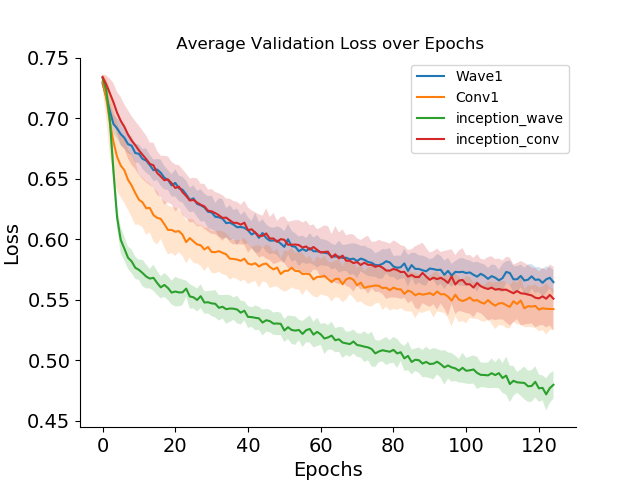 Average Validation Loss over Epochs
0.75
0.70
0.65
0.60
0.55
0.50
0.45
Loss
Wave1
Conv1
inception_wave
inception_conv
0 20 40 60 80 100 120
Epochs